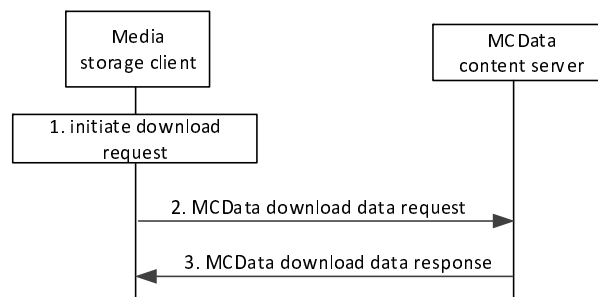 Media
storage client
MCData
content server
1. initiate download
request
2. MCData download data request
3. MCData download data response